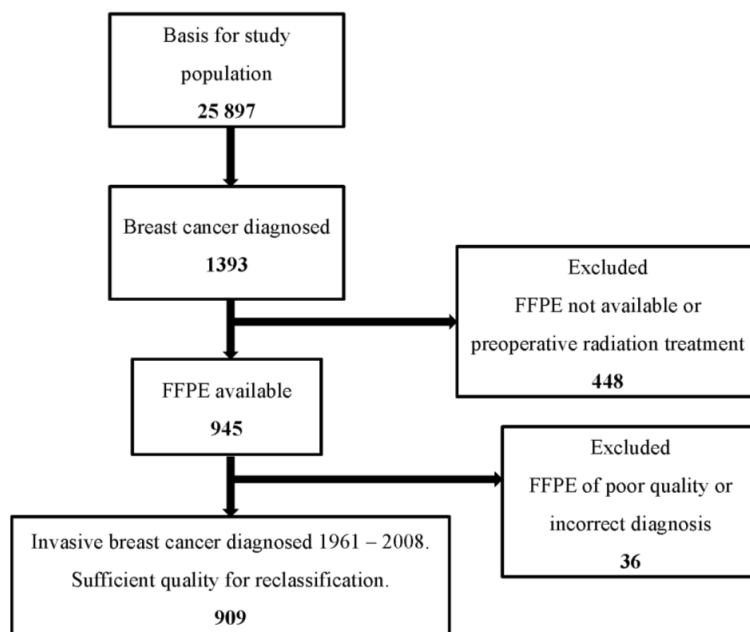 Basis for study
population
25 897
Breast cancer diagnosed
1393
Excluded
FFPE not available or
preoperative radiation treatment
448
FFPE available
945
Excluded
FFPE of poor quality or
incorrect diagnosis
36
Invasive breast cancer diagnosed 1961 – 2008.
Sufficient quality for reclassification.
909